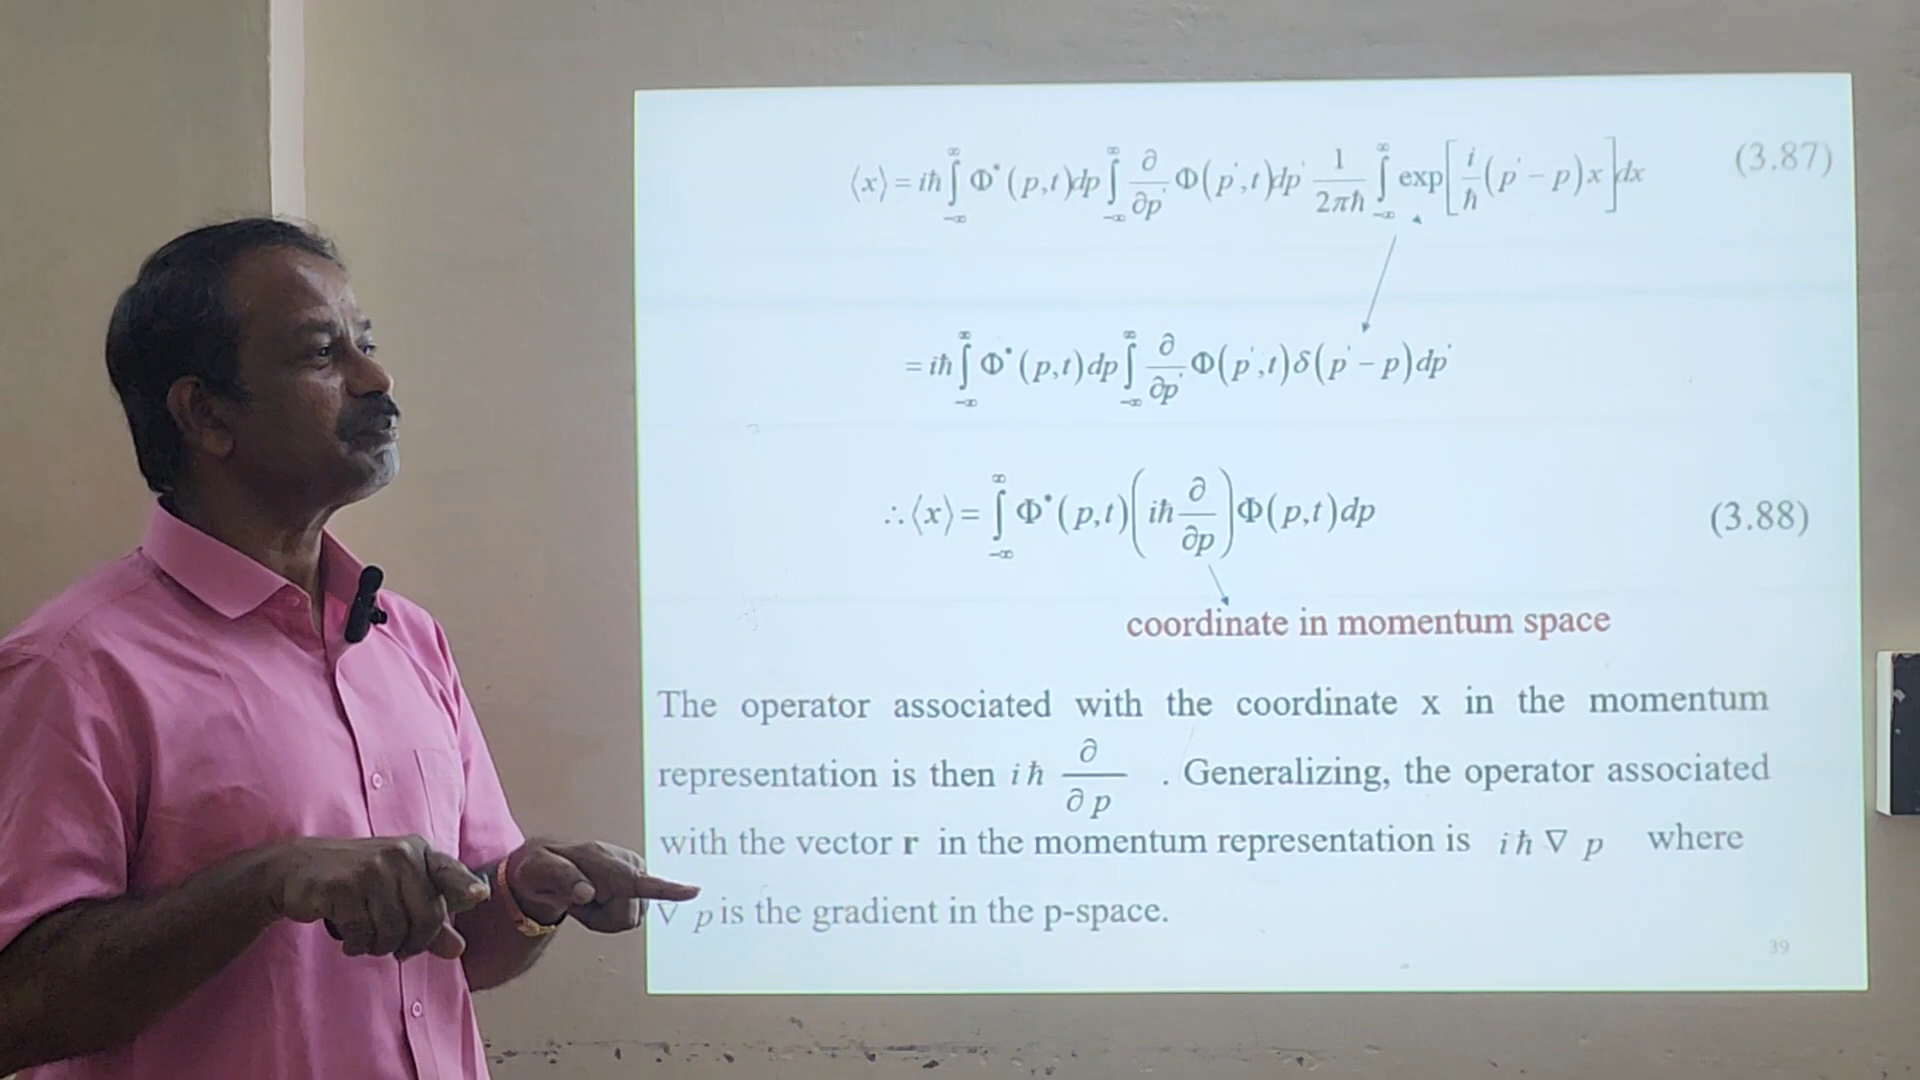 ⟨x⟩ = iħ ∫_{-∞}^{∞} Φ*(p,t)dp ∫_{-∞}^{∞} ∂/∂p' Φ(p',t)dp' 1/2πħ ∫_{-∞}^{∞} exp[i/ħ (p' - p)x]dx (3.87)
= iħ ∫_{-∞}^{∞} Φ*(p,t)dp ∫_{-∞}^{∞} ∂/∂p' Φ(p',t)δ(p' - p)dp'
∴⟨x⟩ = ∫_{-∞}^{∞} Φ*(p,t)(iħ ∂/∂p)Φ(p,t)dp (3.88)
coordinate in momentum space
The operator associated with the coordinate x in the momentum
representation is then iħ ∂/∂p . Generalizing, the operator associated
with the vector r in the momentum representation is iħ∇ p where
∇ p is the gradient in the p-space.
39